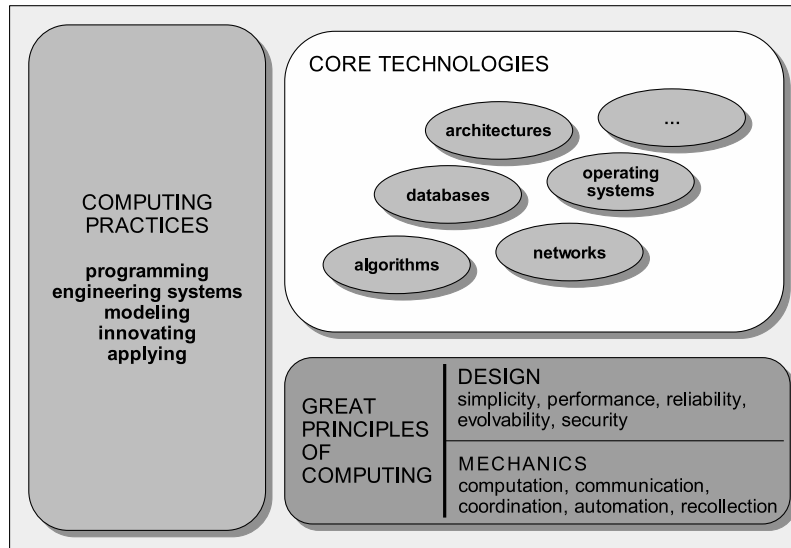 COMPUTING
PRACTICES
programming
engineering systems
modeling
innovating
applying
CORE TECHNOLOGIES
architectures
...
databases
operating
systems
algorithms
networks
GREAT
PRINCIPLES
OF
COMPUTING
DESIGN
simplicity, performance, reliability,
evolvability, security
MECHANICS
computation, communication,
coordination, automation, recollection